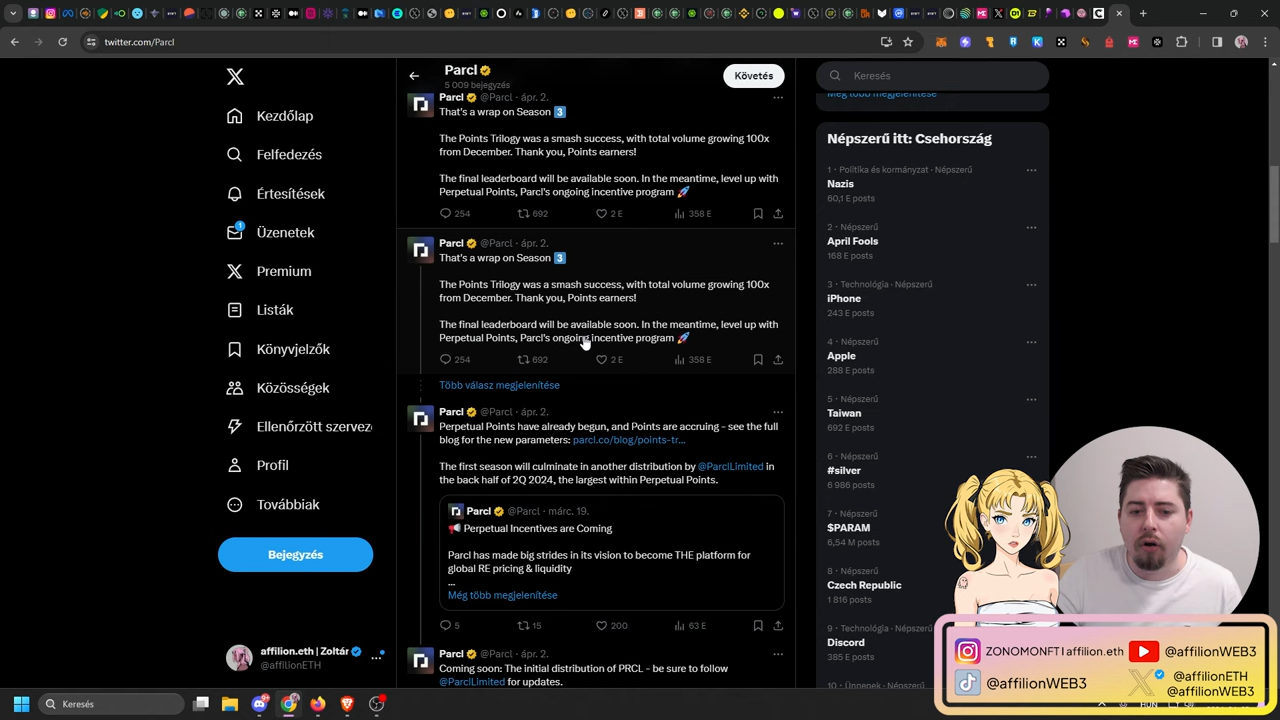 twitter.com/Parcl
Kezdőlap
Felfedezés
Értesítések
1
Üzenetek
Premium
Listák
Könyvjelzők
Közösségek
Ellenőrzött szerveze
Profil
Továbbiak
Bejegyzés
affilion.eth | Zoltár
@affilionETH
Parcl
5 009 bejegyzés
Követés
Parcl @Parcl · ápr. 2.
That's a wrap on Season 3
The Points Trilogy was a smash success, with total volume growing 100x
from December. Thank you, Points earners!
The final leaderboard will be available soon. In the meantime, level up with
Perpetual Points, Parcl's ongoing incentive program 🚀
254 692 2 E 358 E
Parcl @Parcl · ápr. 2.
That's a wrap on Season 3
The Points Trilogy was a smash success, with total volume growing 100x
from December. Thank you, Points earners!
The final leaderboard will be available soon. In the meantime, level up with
Perpetual Points, Parcl's ongoing incentive program 🚀
254 692 2 E 358 E
Több válasz megjelenítése
Parcl @Parcl · ápr. 2.
Perpetual Points have already begun, and Points are accruing - see the full
blog for the new parameters: parcl.co/blog/points-tr...
The first season will culminate in another distribution by @ParclLimited in
the back half of 2Q 2024, the largest within Perpetual Points.
Parcl @Parcl · márc. 19.
📢 Perpetual Incentives are Coming
Parcl has made big strides in its vision to become THE platform for
global RE pricing & liquidity
...
Még több megjelenítése
5 15 200 63 E
Parcl @Parcl · ápr. 2.
Coming soon: The initial distribution of PRCL - be sure to follow
@ParclLimited for updates.
Keresés
Még több megjelenítése
Népszerű itt: Csehország
1 · Politika és kormányzat · Népszerű
Nazis
60,1 E posts
2 · Népszerű
April Fools
168 E posts
3 · Technológia · Népszerű
iPhone
243 E posts
4 · Népszerű
Apple
288 E posts
5 · Népszerű
Taiwan
692 E posts
6 · Népszerű
#silver
6 986 posts
7 · Népszerű
$PARAM
6,54 M posts
8 · Népszerű
Czech Republic
1 816 posts
9 · Technológia · Népszerű
Discord
385 E posts
10 · Ünnepek · Népszerű
ZONOMONFT | affilion.eth
@affilionWEB3
@affilionWEB3
@affilionETH
@affilionWEB3
Keresés
HUN